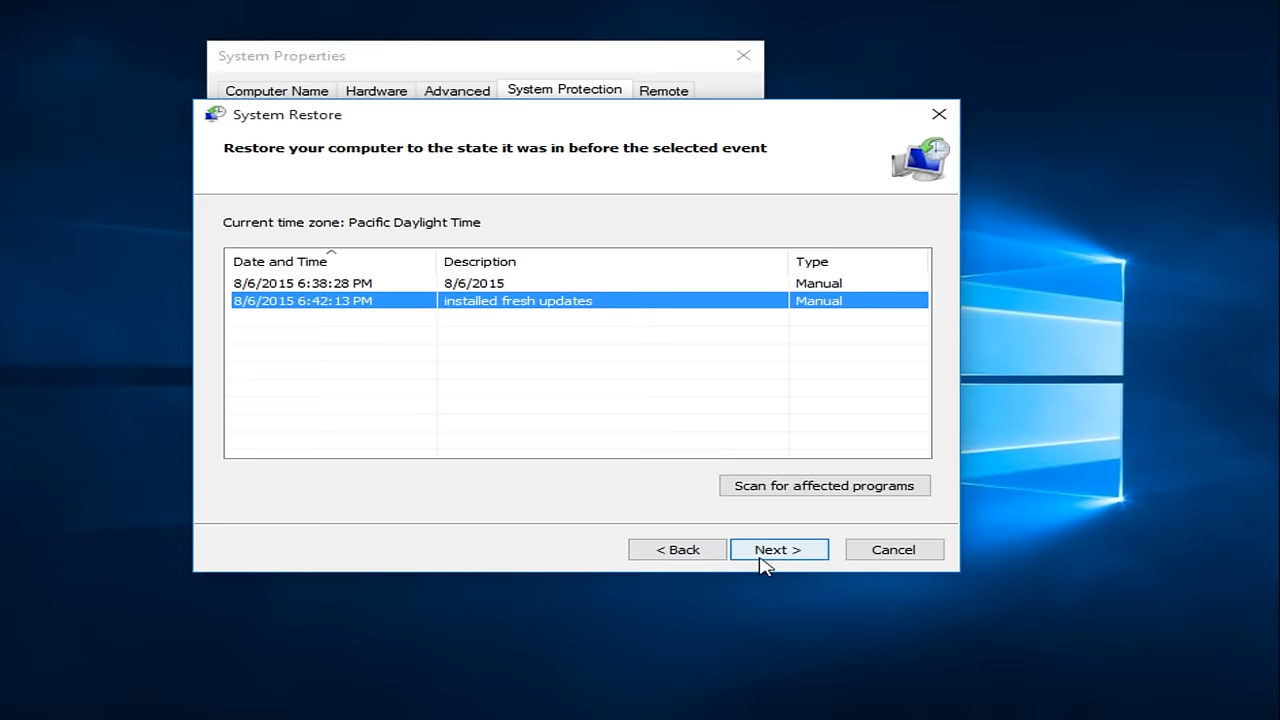 System Properties
Computer Name Hardware Advanced System Protection Remote
System Restore
Restore your computer to the state it was in before the selected event
Current time zone: Pacific Daylight Time
Date and Time Description Type
8/6/2015 6:38:28 PM 8/6/2015 Manual
8/6/2015 6:42:13 PM installed fresh updates Manual
Scan for affected programs
< Back Next > Cancel